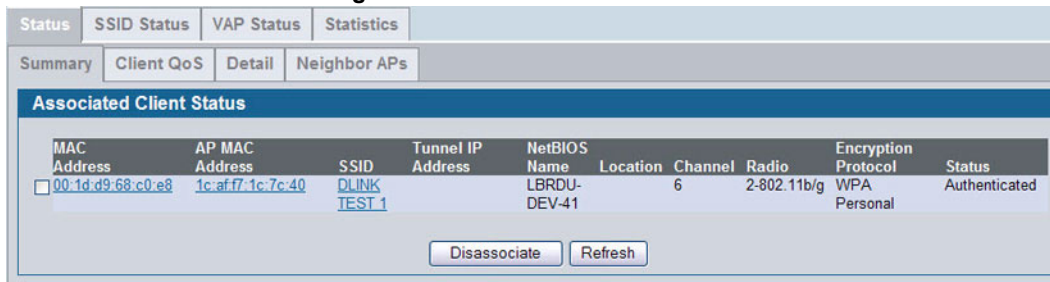 Status SSID Status VAP Status Statistics
Summary Client QoS Detail Neighbor APs
Associated Client Status
MAC AP MAC Tunnel IP NetBIOS Encryption
Address Address SSID Address Name Location Channel Radio Protocol Status
00:1d:d9:68:c0:e8 1c:af:f7:1c:7c:40 DLINK LBRDU- 6 2-802.11b/g WPA Authenticated
TEST 1 DEV-41 Personal
Disassociate Refresh